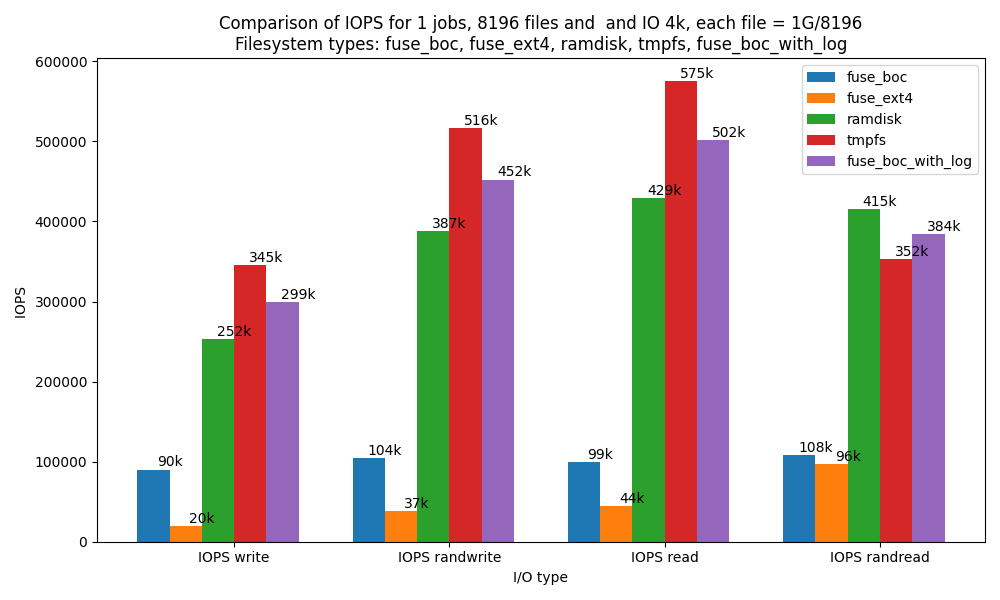 Comparison of IOPS for 1 jobs, 8196 files and  and IO 4k, each file = 1G/8196
Filesystem types: fuse_boc, fuse_ext4, ramdisk, tmpfs, fuse_boc_with_log
600000
500000
400000
300000
200000
100000
0
IOPS
fuse_boc
fuse_ext4
ramdisk
tmpfs
fuse_boc_with_log
90k
20k
252k
345k
299k
104k
37k
387k
516k
452k
99k
44k
429k
575k
502k
108k
96k
415k
352k
384k
IOPS write
IOPS randwrite
IOPS read
IOPS randread
I/O type